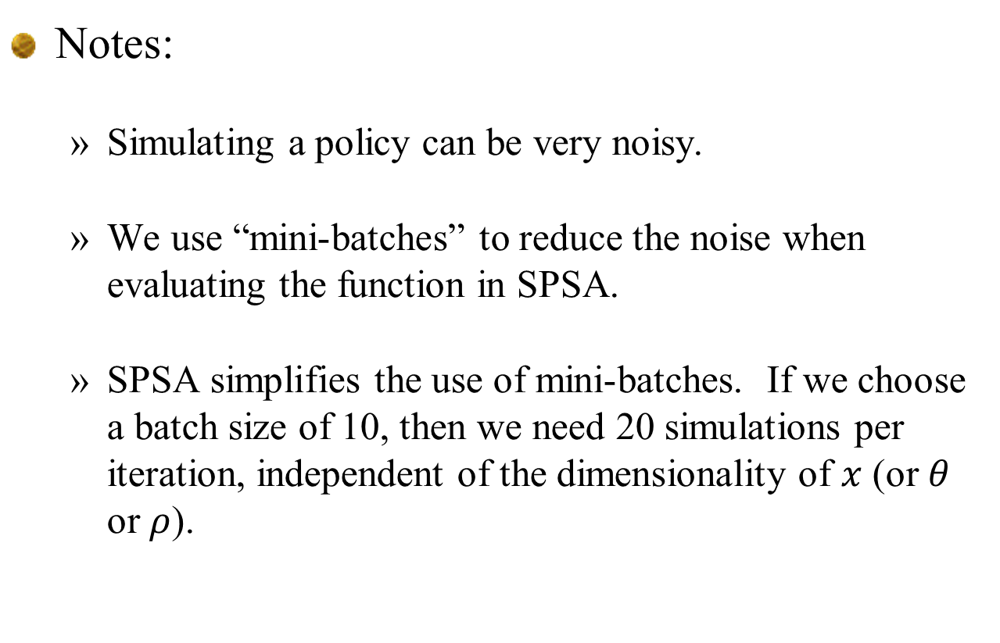 Notes:
» Simulating a policy can be very noisy.
» We use “mini-batches” to reduce the noise when
evaluating the function in SPSA.
» SPSA simplifies the use of mini-batches. If we choose
a batch size of 10, then we need 20 simulations per
iteration, independent of the dimensionality of x (or θ
or ρ).